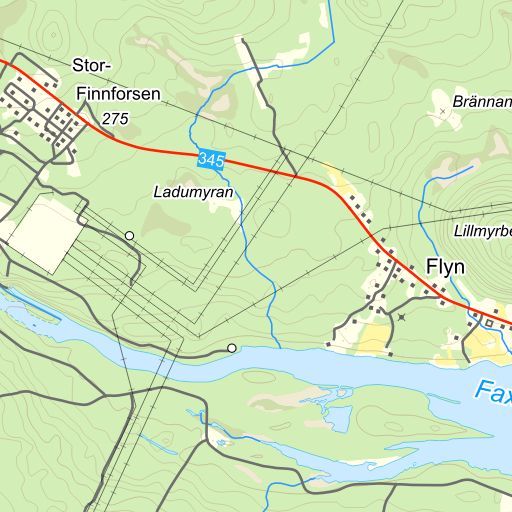 Stor-
Finnforsen
275
Brännan
345
Ladumyran
Lillmyrbe
Flyn
Fax